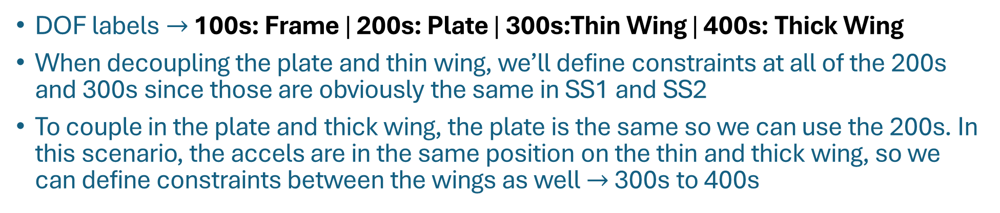 • DOF labels → 100s: Frame | 200s: Plate | 300s:Thin Wing | 400s: Thick Wing
• When decoupling the plate and thin wing, we’ll define constraints at all of the 200s
and 300s since those are obviously the same in SS1 and SS2
• To couple in the plate and thick wing, the plate is the same so we can use the 200s. In
this scenario, the accels are in the same position on the thin and thick wing, so we
can define constraints between the wings as well → 300s to 400s